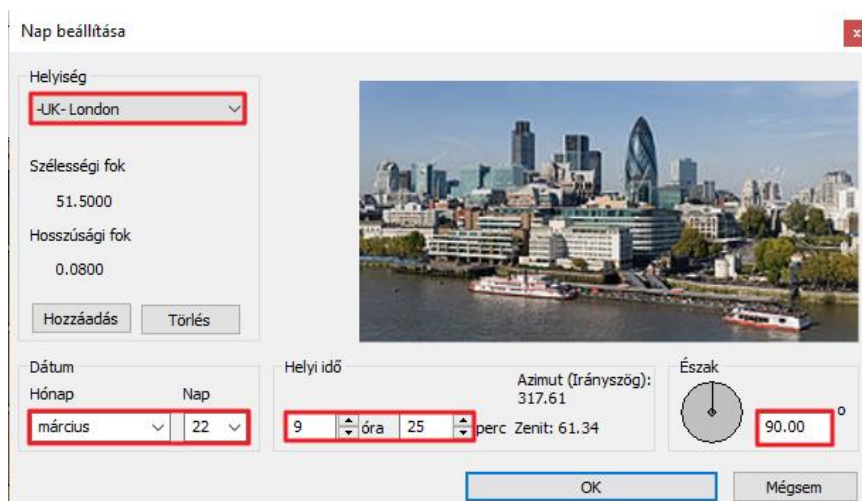 Nap beállítása
x
Helyiség
-UK- London
Szélességi fok
51.5000
Hosszúsági fok
0.0800
Hozzáadás
Törlés
Dátum
Hónap
Nap
március
22
Helyi idő
Azimut (Irányszög):
317.61
9 óra 25 perc Zenit: 61.34
Észak
90.00 °
OK
Mégsem